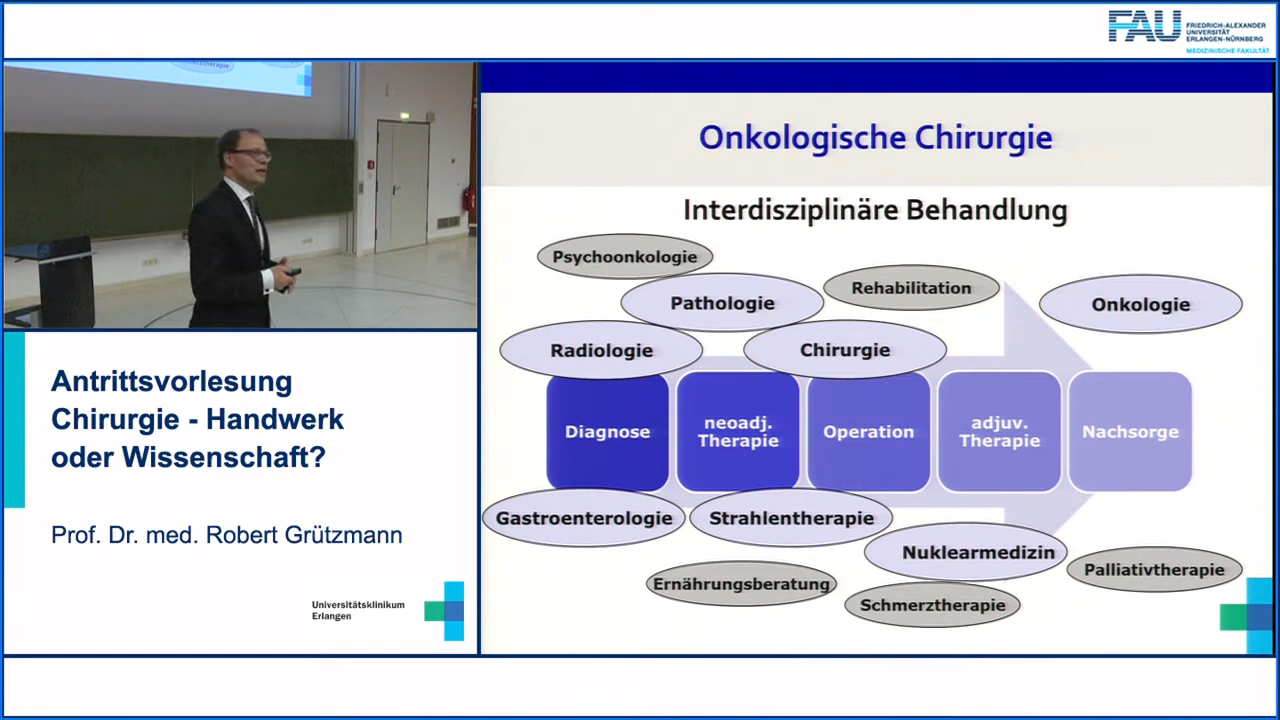 FAU
FRIEDRICH-ALEXANDER
UNIVERSITÄT
ERLANGEN-NÜRNBERG
MEDIZINISCHE FAKULTÄT
Onkologische Chirurgie
Interdisziplinäre Behandlung
Psychoonkologie
Rehabilitation
Pathologie
Onkologie
Radiologie
Chirurgie
Diagnose
neoadj.
Therapie
Operation
adjuv.
Therapie
Nachsorge
Gastroenterologie
Strahlentherapie
Nuklearmedizin
Palliativtherapie
Ernährungsberatung
Schmerztherapie
Antrittsvorlesung
Chirurgie - Handwerk
oder Wissenschaft?
Prof. Dr. med. Robert Grützmann
Universitätsklinikum
Erlangen